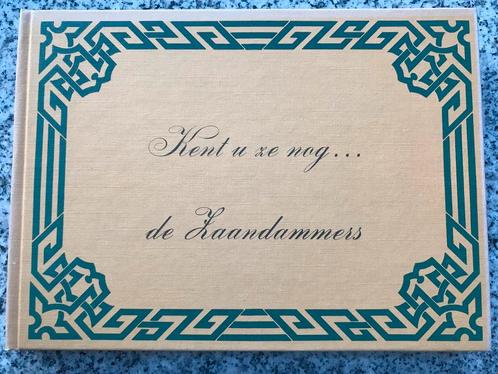 Kent u ze nog...
de Zaandammers